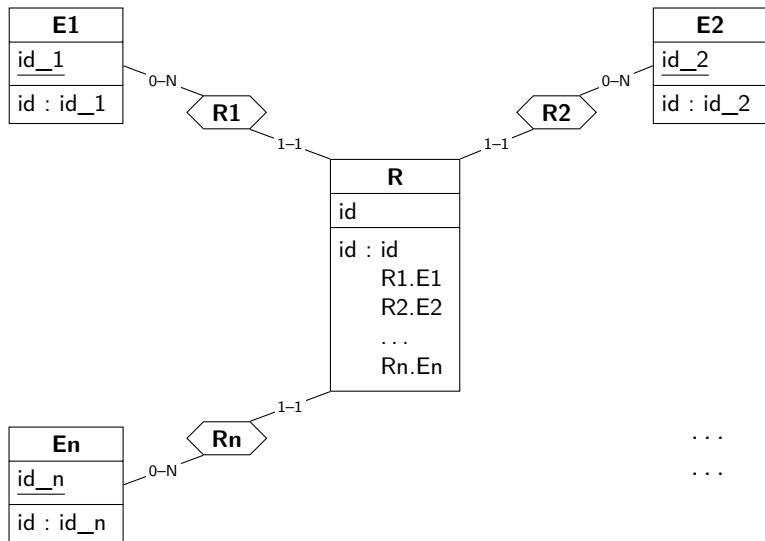 E1
id_1
id : id_1
0–N
R1
1–1
E2
id_2
id : id_2
0–N
R2
1–1
R
id
id : id
R1.E1
R2.E2
...
Rn.En
1–1
Rn
0–N
En
id_n
id : id_n
...
...